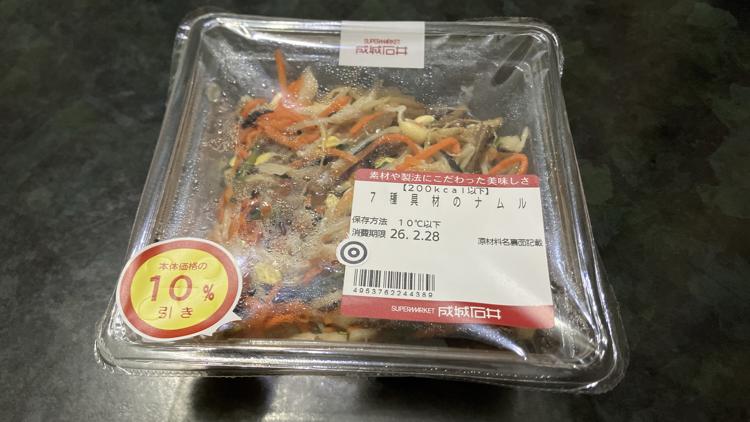 SUPERMARKET
成城石井
素材や製法にこだわった美味しさ
【200kcal以下】
7種具材のナムル
保存方法 10℃以下
消費期限 26.2.28
原材料名裏面記載
4953762244389
SUPERMARKET 成城石井
本体価格の
10%
引き